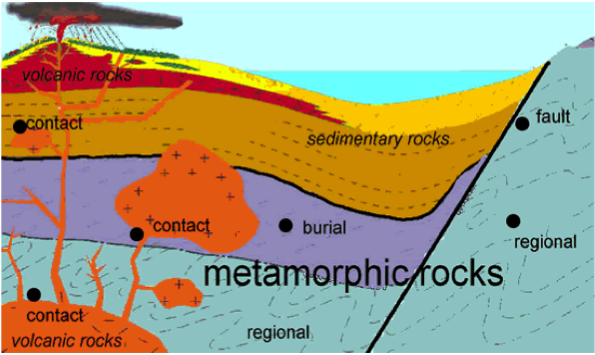 volcanic rocks
contact
sedimentary rocks
fault
contact
burial
regional
metamorphic rocks
contact
volcanic rocks
regional